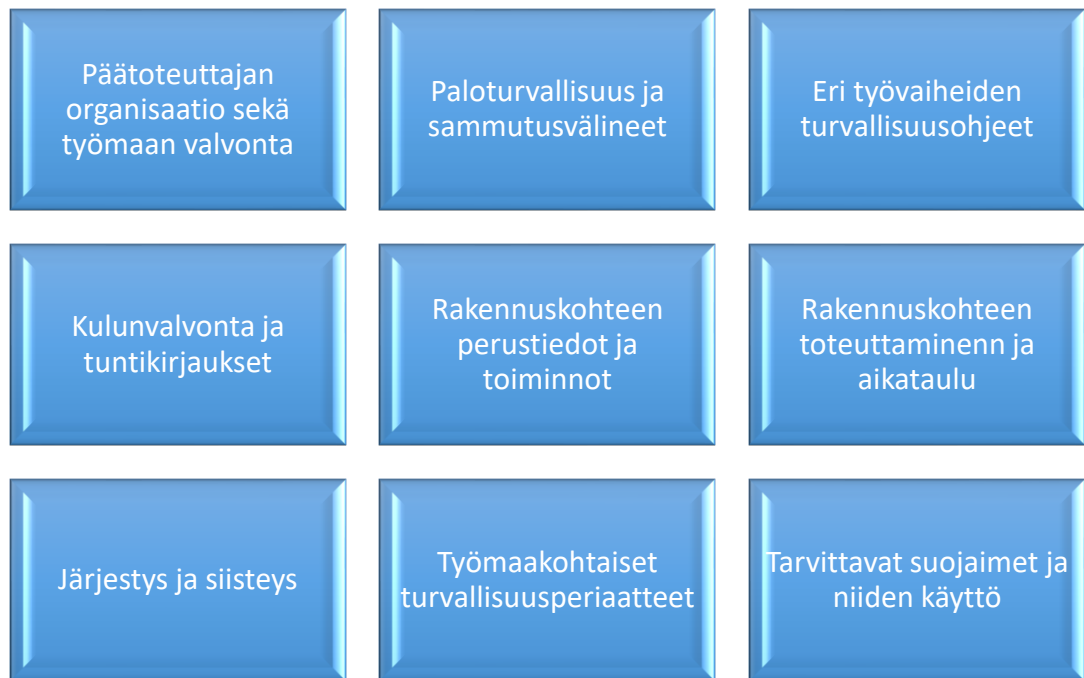 Päätoteuttajan
organisaatio sekä
työmaan valvonta
Paloturvallisuus ja
sammutusvälineet
Eri työvaiheiden
turvallisuusohjeet
Kulunvalvonta ja
tuntikirjaukset
Rakennuskohteen
perustiedot ja
toiminnot
Rakennuskohteen
toteuttaminenn ja
aikataulu
Järjestys ja siisteys
Työmaakohtaiset
turvallisuusperiaatteet
Tarvittavat suojaimet ja
niiden käyttö